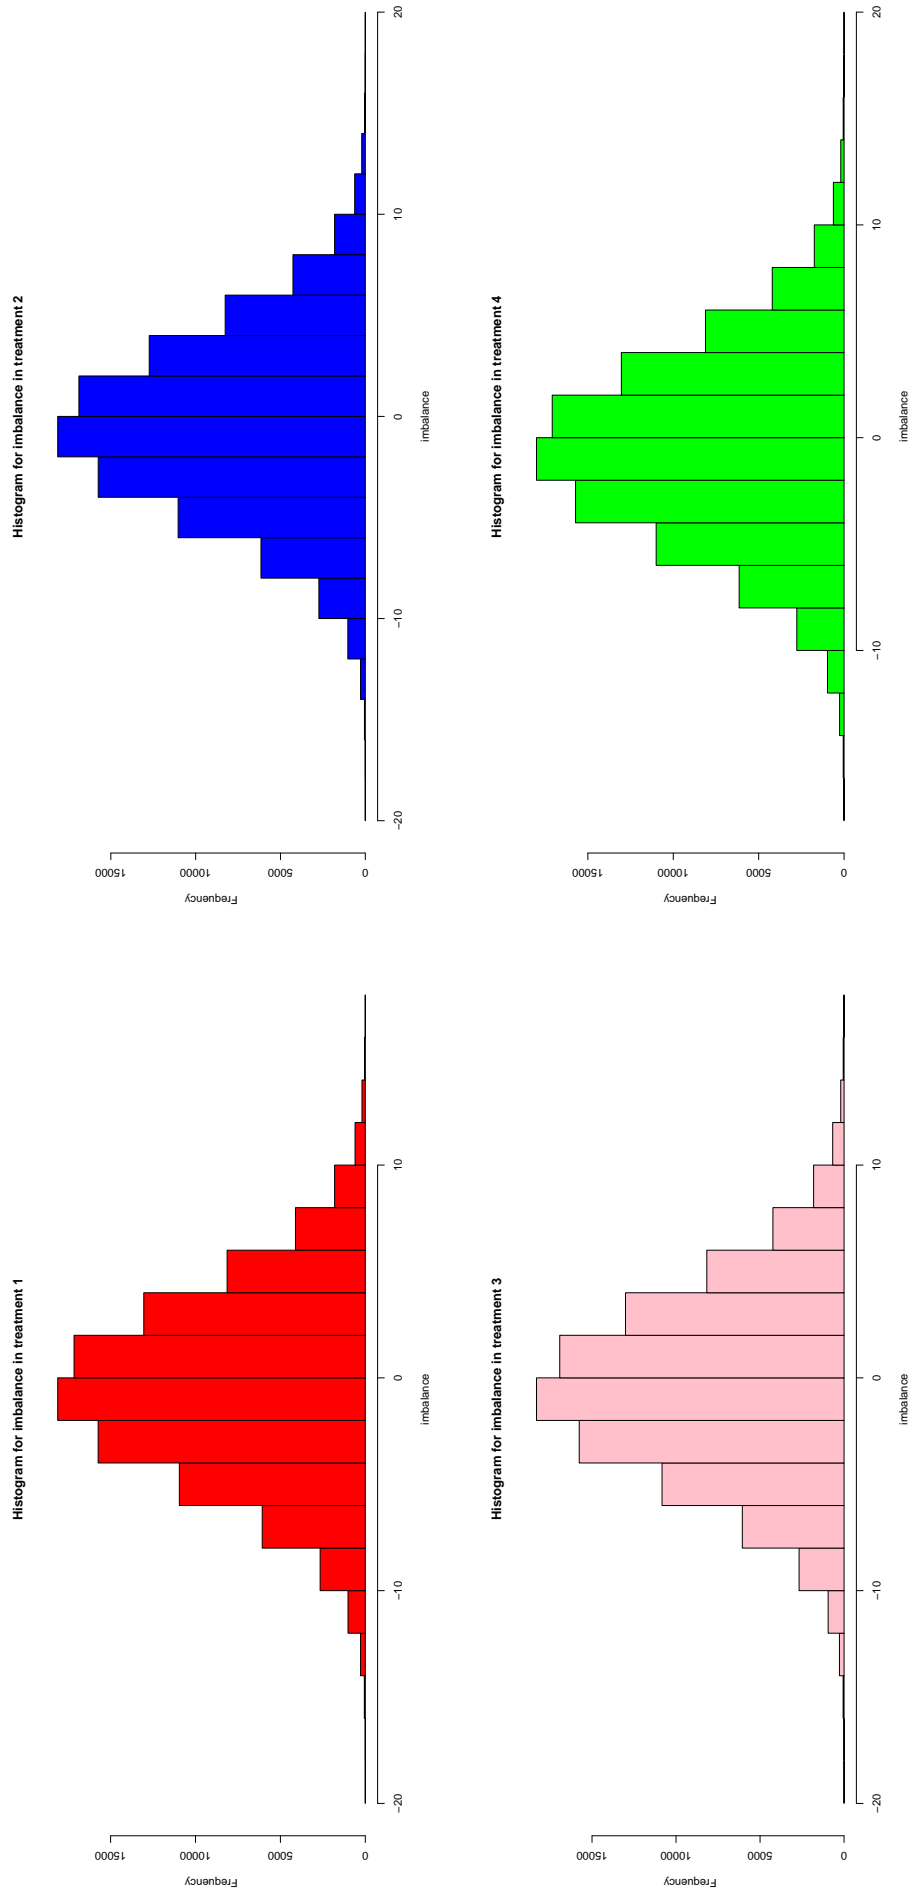 Histogram for imbalance in treatment 1
Frequency
15000
10000
5000
0
−20 −10 0 10
imbalance
Histogram for imbalance in treatment 2
Frequency
15000
10000
5000
0
−20 −10 0 10 20
imbalance
Histogram for imbalance in treatment 3
Frequency
15000
10000
5000
0
−20 −10 0 10
imbalance
Histogram for imbalance in treatment 4
Frequency
15000
10000
5000
0
−10 0 10 20
imbalance